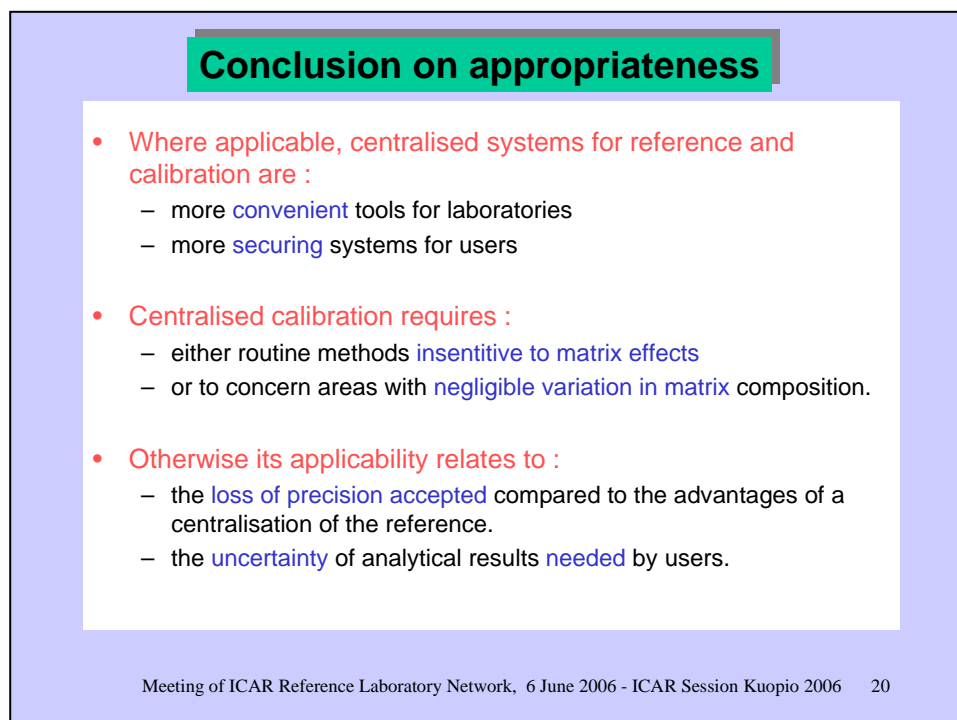 Conclusion on appropriateness
• Where applicable, centralised systems for reference and
calibration are :
– more convenient tools for laboratories
– more securing systems for users
• Centralised calibration requires :
– either routine methods insentitive to matrix effects
– or to concern areas with negligible variation in matrix composition.
• Otherwise its applicability relates to :
– the loss of precision accepted compared to the advantages of a
centralisation of the reference.
– the uncertainty of analytical results needed by users.
Meeting of ICAR Reference Laboratory Network, 6 June 2006 - ICAR Session Kuopio 2006 20